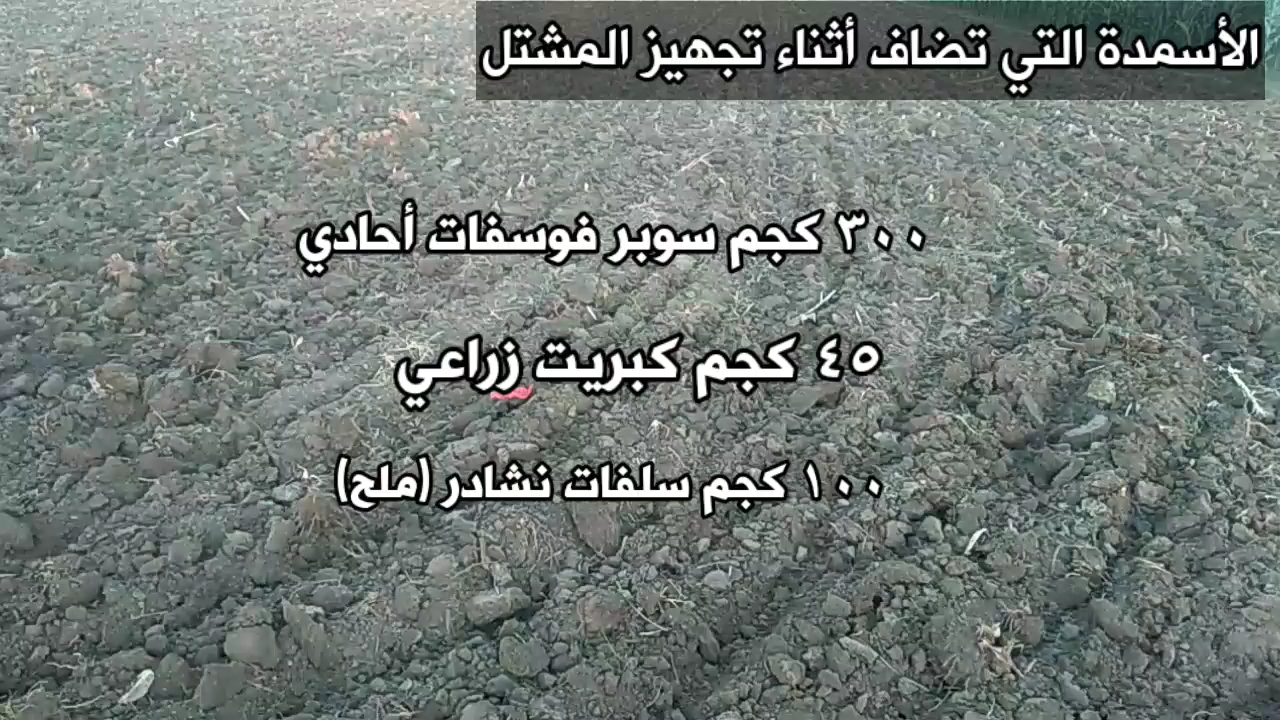 الأسمدة التي تضاف أثناء تجهيز المشتل
٣٠٠ كجم سوبر فوسفات أحادي
٤٥ كجم كبريت زراعي
١٠٠ كجم سلفات نشادر (ملح)